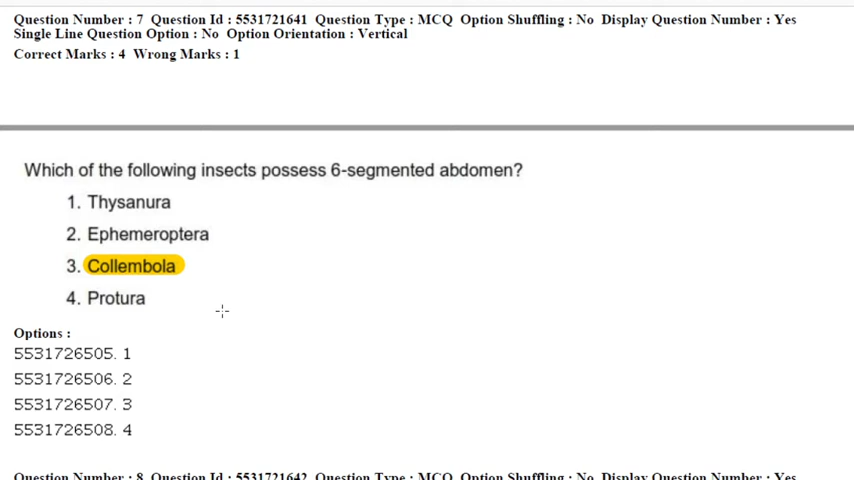 Question Number : 7 Question Id : 5531721641 Question Type : MCQ Option Shuffling : No Display Question Number : Yes
Single Line Question Option : No Option Orientation : Vertical
Correct Marks : 4 Wrong Marks : 1
Which of the following insects possess 6-segmented abdomen?
1. Thysanura
2. Ephemeroptera
3. Collembola
4. Protura
Options :
5531726505. 1
5531726506. 2
5531726507. 3
5531726508. 4
Question Number : 8 Question Id : 5531721642 Question Type : MCQ Option Shuffling : No Display Question Number : Yes